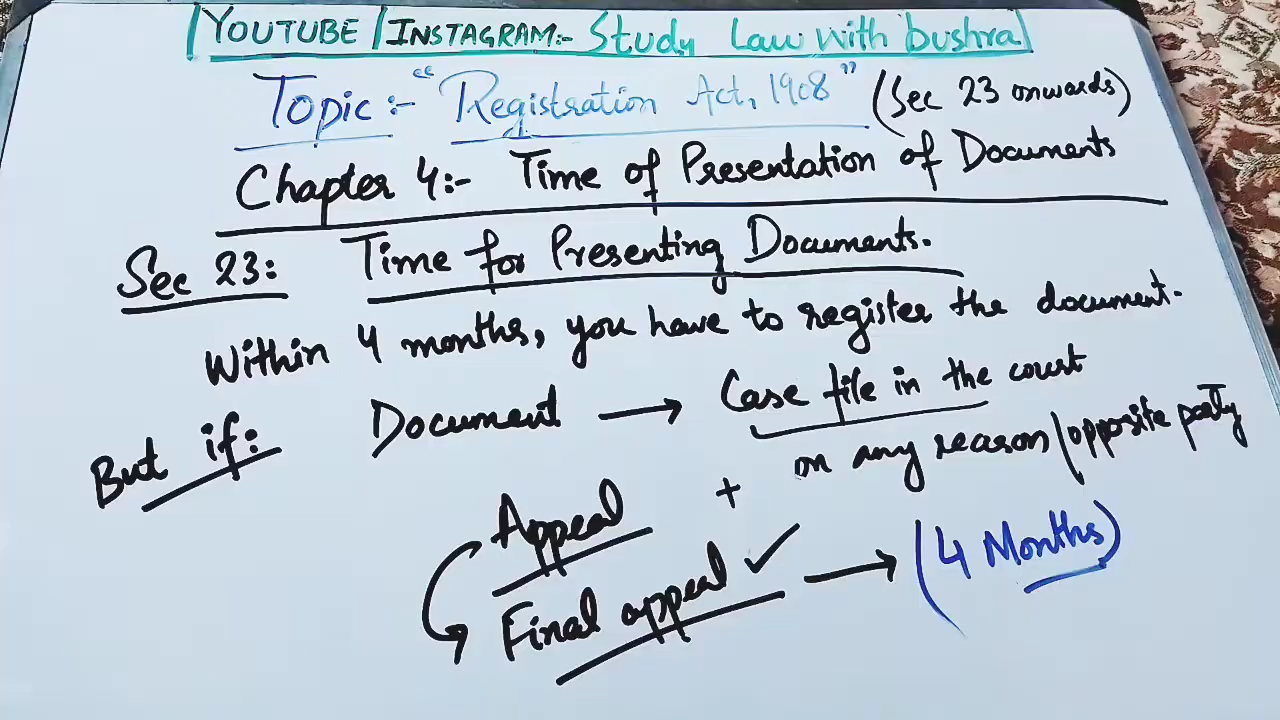 YOUTUBE | INSTAGRAM:- Study Law with bushra
Topic:- "Registration Act, 1908" (Sec 23 onwards)
Chapter 4:- Time of Presentation of Documents
Sec 23: Time for Presenting Documents.
Within 4 months, you have to register the document.
But if: Document → Case file in the court
on any reason/opposite party
Appeal +
Final appeal ✓ → (4 Months)